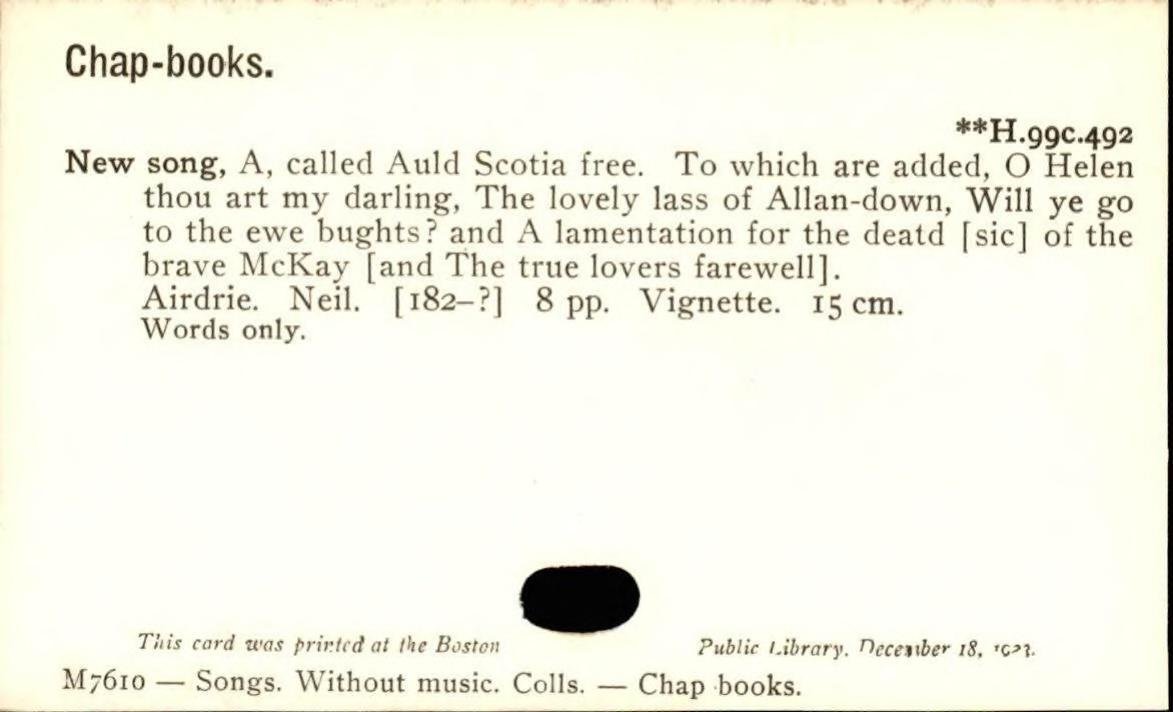 Chap-books.
**H.99c.492
New song, A, called Auld Scotia free. To which are added, O Helen
thou art my darling, The lovely lass of Allan-down, Will ye go
to the ewe bughts? and A lamentation for the deatd [sic] of the
brave McKay [and The true lovers farewell].
Airdrie. Neil. [182–?] 8 pp. Vignette. 15 cm.
Words only.
This card was printed at the Boston Public Library. December 18,
M7610 — Songs. Without music. Colls. — Chap books.